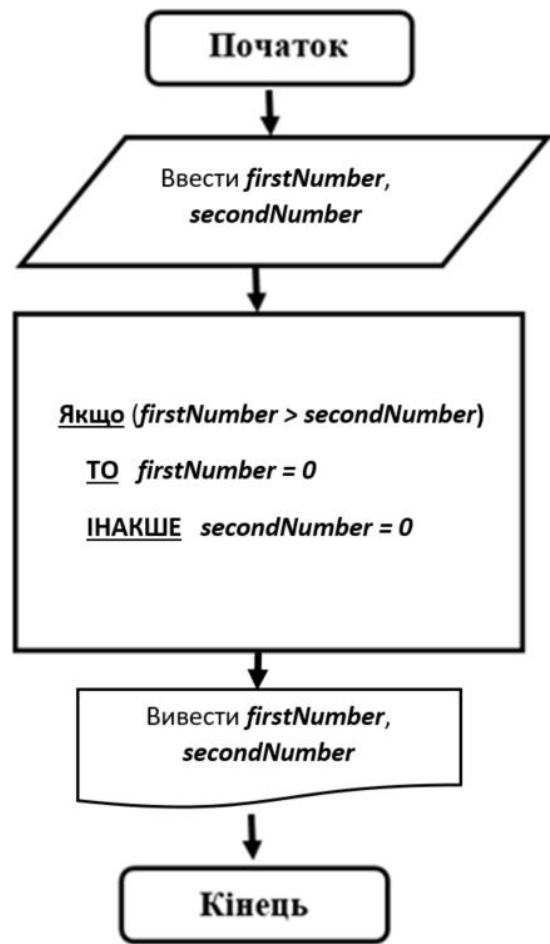 Початок
Ввести firstNumber,
secondNumber
Якщо (firstNumber > secondNumber)
ТО firstNumber = 0
ІНАКШЕ secondNumber = 0
Вивести firstNumber,
secondNumber
Кінець